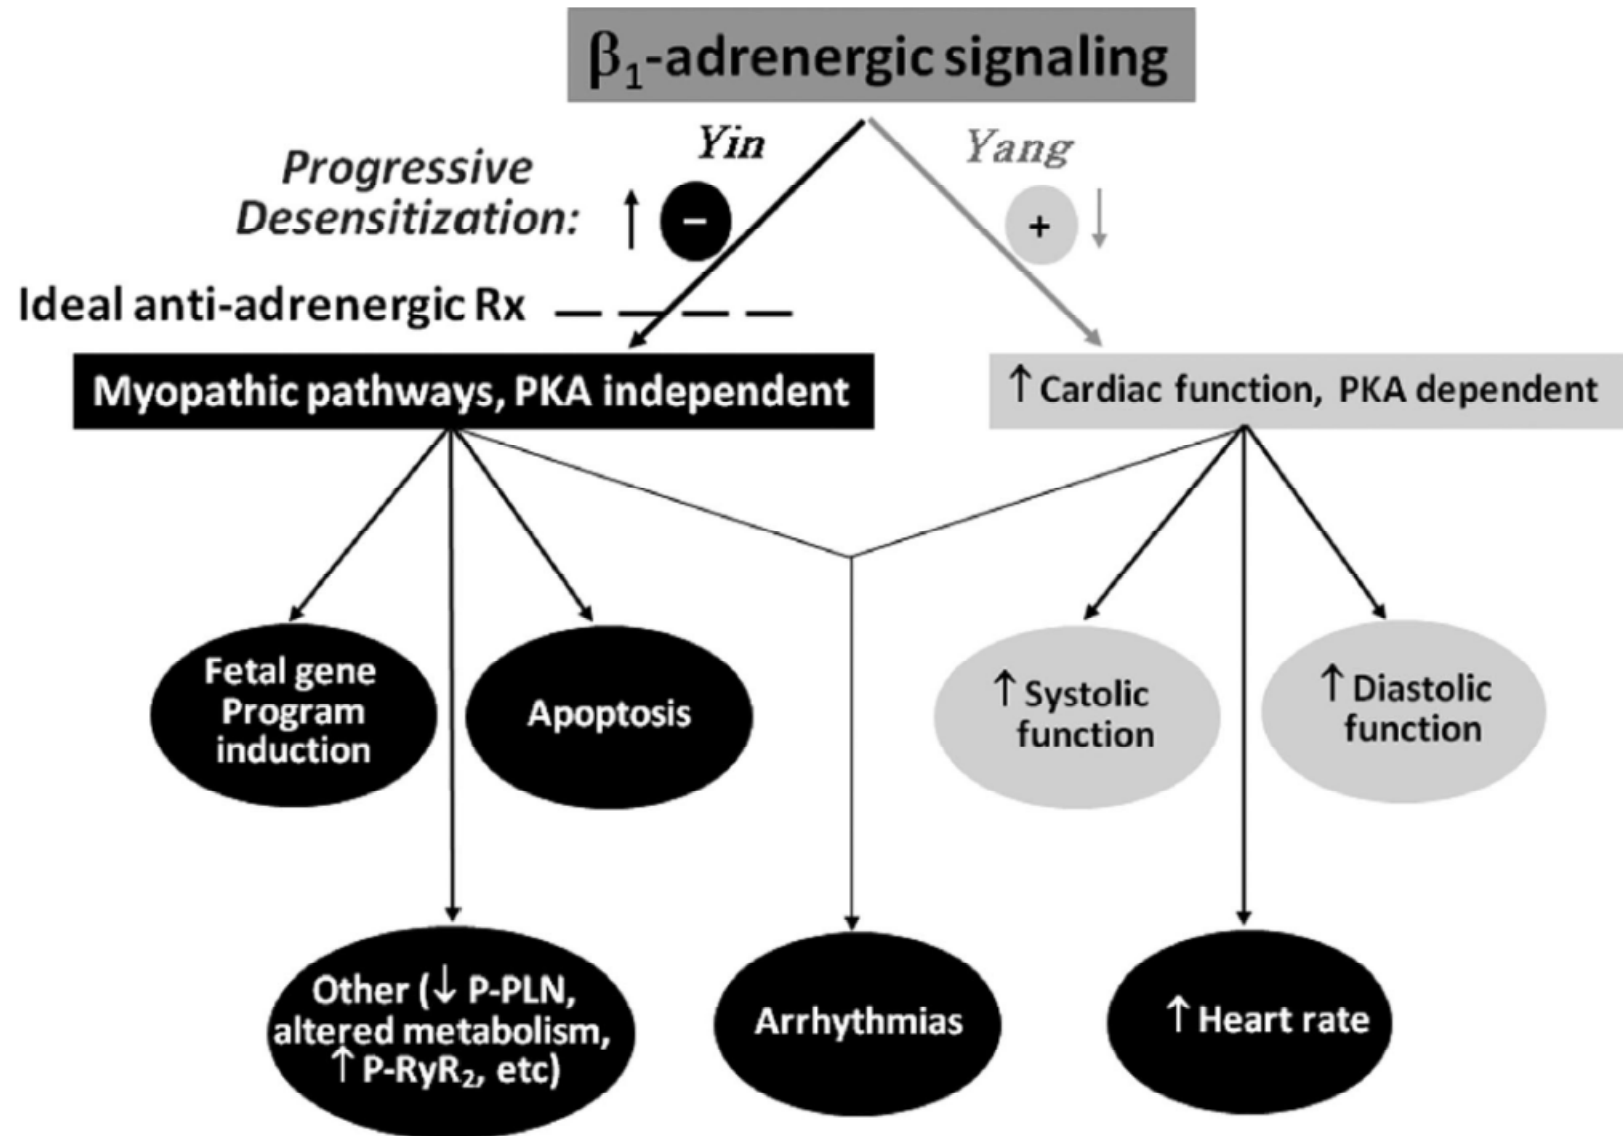 β₁-adrenergic signaling
Yin
Yang
Progressive
Desensitization: ↑
−
+
↓
Ideal anti-adrenergic Rx
Myopathic pathways, PKA independent
↑ Cardiac function, PKA dependent
Fetal gene
Program
induction
Apoptosis
↑ Systolic
function
↑ Diastolic
function
Other (↓ P-PLN,
altered metabolism,
↑ P-RyR₂, etc)
Arrhythmias
↑ Heart rate